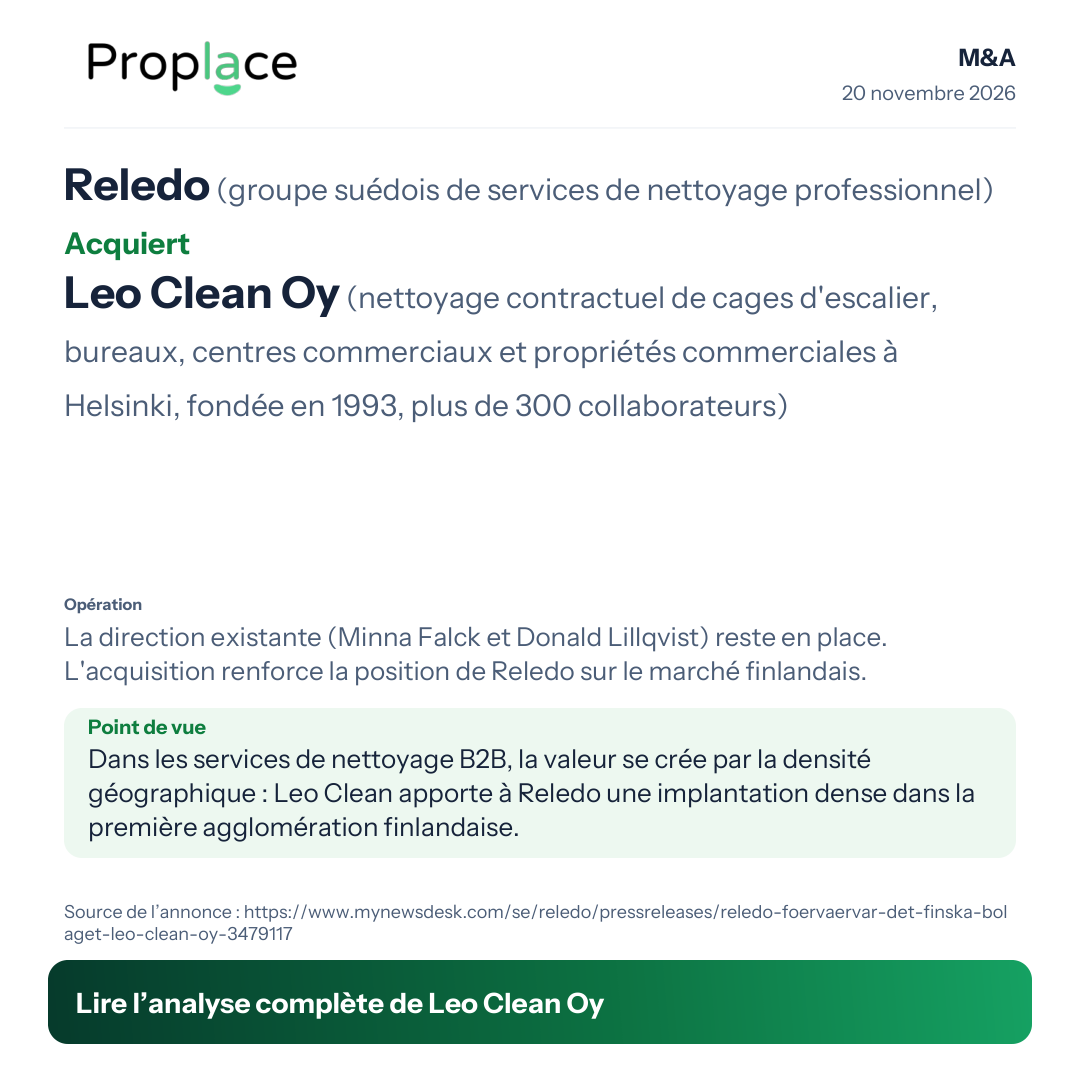 Proplace
M&A
20 novembre 2026
Reledo (groupe suédois de services de nettoyage professionnel)
Acquiert
Leo Clean Oy (nettoyage contractuel de cages d'escalier,
bureaux, centres commerciaux et propriétés commerciales à
Helsinki, fondée en 1993, plus de 300 collaborateurs)
Opération
La direction existante (Minna Falck et Donald Lillqvist) reste en place.
L'acquisition renforce la position de Reledo sur le marché finlandais.
Point de vue
Dans les services de nettoyage B2B, la valeur se crée par la densité
géographique : Leo Clean apporte à Reledo une implantation dense dans la
première agglomération finlandaise.
Source de l’annonce : https://www.mynewsdesk.com/se/reledo/pressreleases/reledo-foervaervar-det-finska-bol
aget-leo-clean-oy-3479117
Lire l’analyse complète de Leo Clean Oy